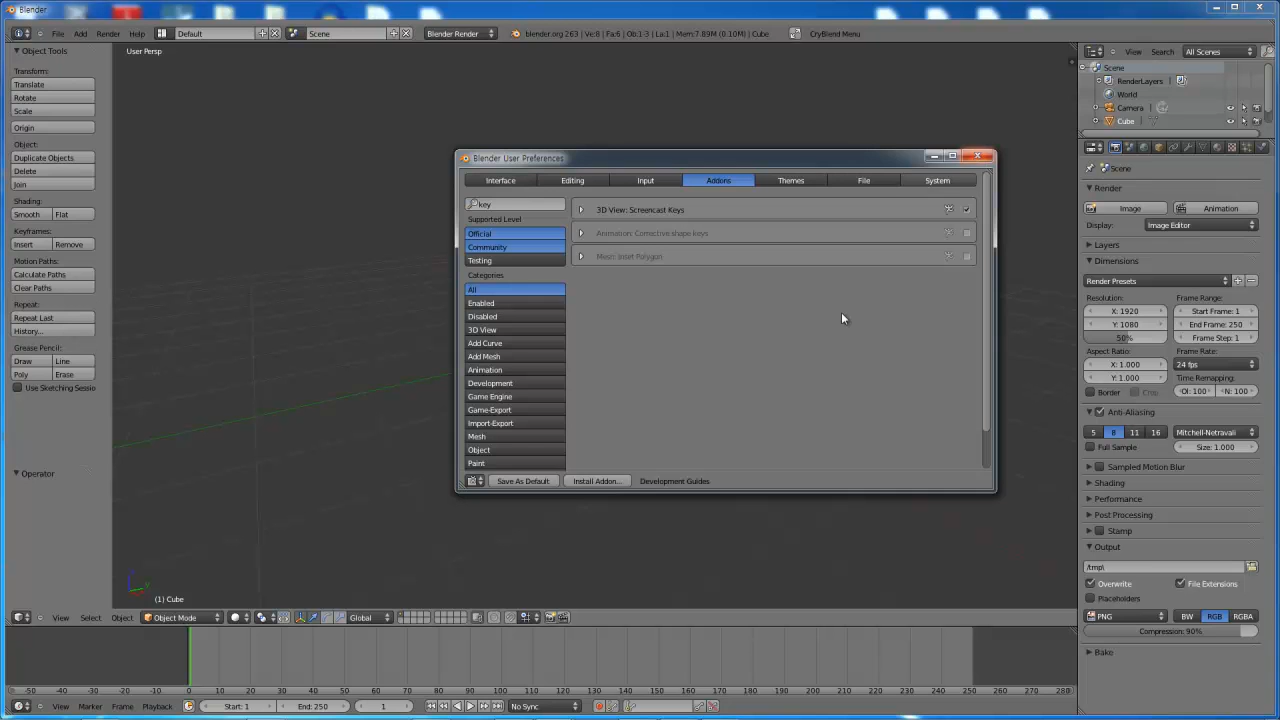 Blender
File Add Render Help Default Scene Blender Render blender.org 263 | Ve:8 | Fa:6 | Ob:1-3 | La:1 | Mem:7.89M (0.10M) | Cube CryBlend Menu
Object Tools
Transform:
Translate
Rotate
Scale
Origin
Object:
Duplicate Objects
Delete
Join
Shading:
Smooth Flat
Keyframes:
Insert Remove
Motion Paths:
Calculate Paths
Clear Paths
Repeat:
Repeat Last
History...
Grease Pencil:
Draw Line
Poly Erase
Use Sketching Sessio
Operator
User Persp
(1) Cube
Blender User Preferences
Interface Editing Input Addons Themes File System
key
Supported Level
Official
Community
Testing
Categories
All
Enabled
Disabled
3D View
Add Curve
Add Mesh
Animation
Development
Game Engine
Game-Export
Import-Export
Mesh
Object
Paint
3D View: Screencast Keys
Animation: Corrective shape keys
Mesh: Inset Polygon
Save As Default Install Addon... Development Guides
View Search All Scenes
Scene
RenderLayers
World
Camera
Cube
Scene
Render
Image Animation
Display: Image Editor
Layers
Dimensions
Render Presets
Resolution: Frame Range:
X: 1920 Start Frame: 1
Y: 1080 End Frame: 250
50% Frame Step: 1
Aspect Ratio: Frame Rate:
X: 1.000 24 fps
Y: 1.000 Time Remapping:
Border Crop Ol: 100 N: 100
Anti-Aliasing
5 8 11 16 Mitchell-Netravali
Full Sample Size: 1.000
Sampled Motion Blur
Shading
Performance
Post Processing
Stamp
Output
/tmp\
Overwrite File Extensions
Placeholders
PNG BW RGB RGBA
Compression: 90%
Bake
View Select Object Object Mode Global
-50 -40 -30 -20 -10 0 10 20 30 40 50 60 70 80 90 100 110 120 130 140 150 160 170 180 190 200 210 220 230 240 250 260 270 280
View Marker Frame Playback Start: 1 End: 250 1 No Sync